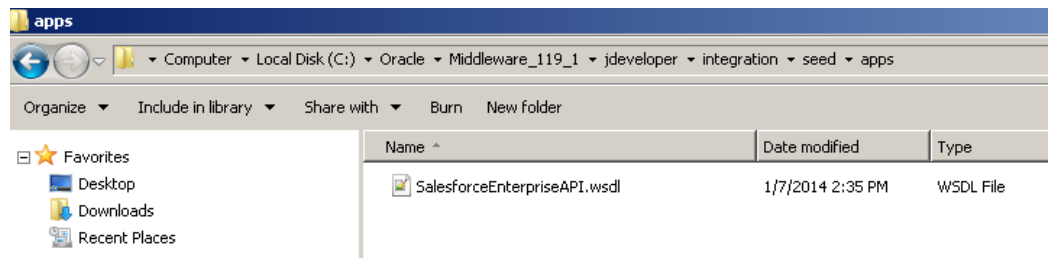 apps
Computer Local Disk (C:) Oracle Middleware_119_1 jdeveloper integration seed apps
Organize Include in library Share with Burn New folder
Favorites
Desktop
Downloads
Recent Places
Name Date modified Type
SalesforceEnterpriseAPI.wsdl 1/7/2014 2:35 PM WSDL File